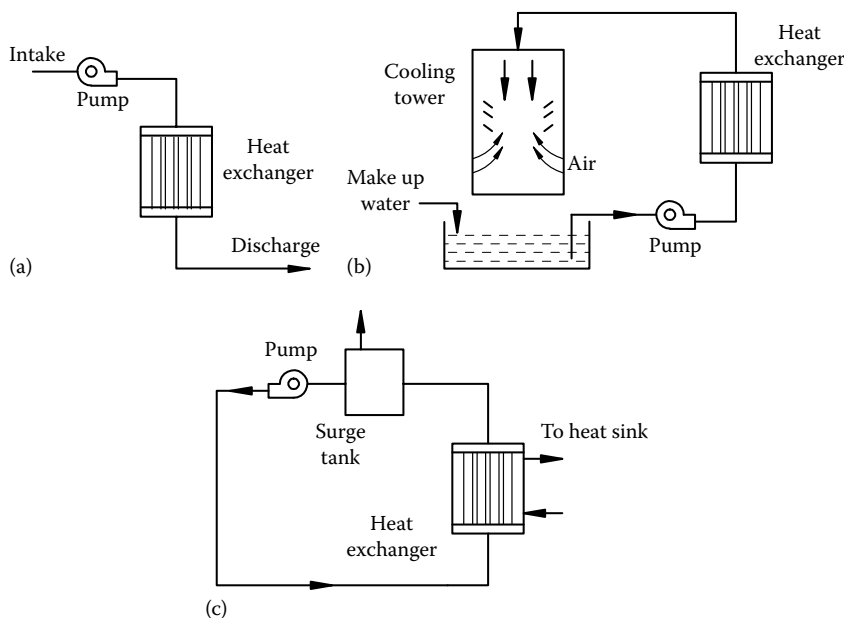 Intake
Pump
Heat
exchanger
Discharge
(a)
Heat
exchanger
Cooling
tower
Air
Make up
water
Pump
(b)
Pump
Surge
tank
To heat sink
Heat
exchanger
(c)